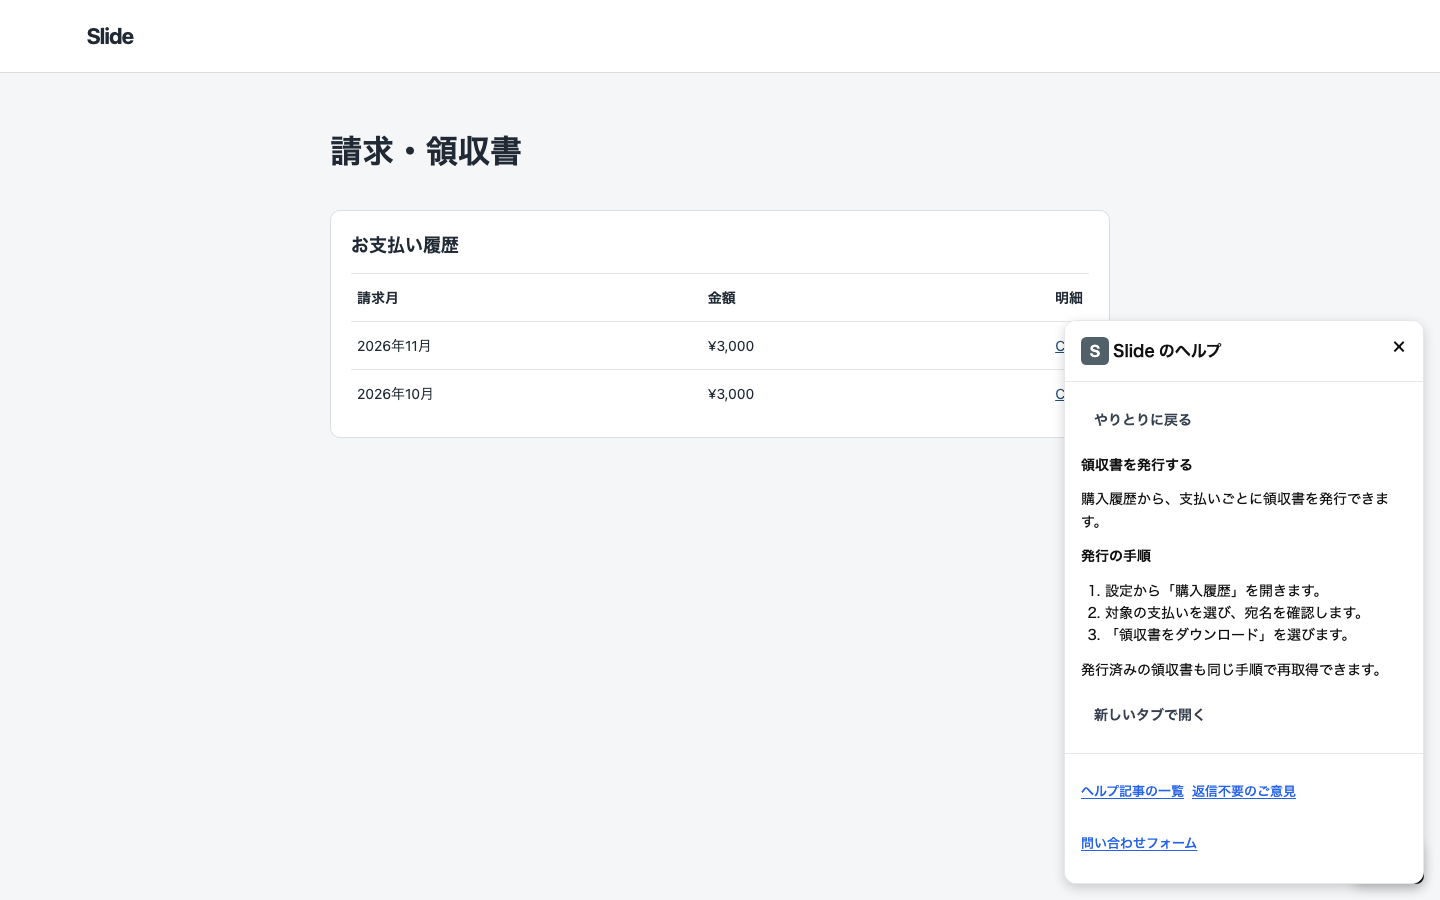 Slide
請求・領収書
お支払い履歴
請求月 金額 明細
2026年11月 ¥3,000
2026年10月 ¥3,000
S Slide のヘルプ ×
やりとりに戻る
領収書を発行する
購入履歴から、支払いごとに領収書を発行できま
す。
発行の手順
1. 設定から「購入履歴」を開きます。
2. 対象の支払いを選び、宛名を確認します。
3. 「領収書をダウンロード」を選びます。
発行済みの領収書も同じ手順で再取得できます。
新しいタブで開く
ヘルプ記事の一覧 返信不要のご意見
問い合わせフォーム